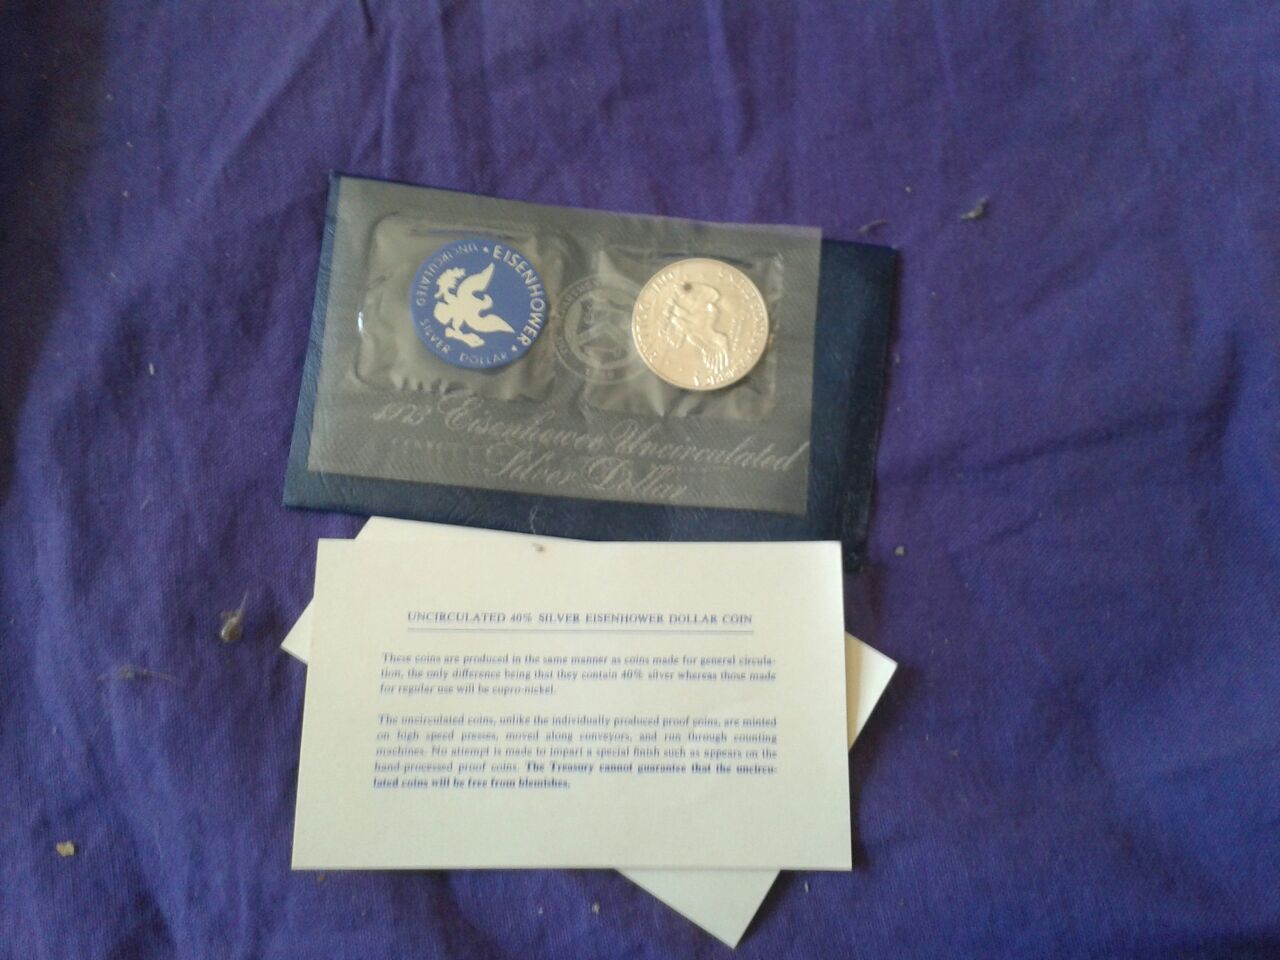 EISENHOWER
UNCIRCULATED SILVER DOLLAR
1973 Eisenhower Uncirculated
Silver Dollar
UNCIRCULATED 40% SILVER EISENHOWER DOLLAR COIN
These coins are produced in the same manner as coins made for general circula-
tion, the only difference being that they contain 40% silver whereas those made
for regular use will be cupro-nickel.
The uncirculated coins, unlike the individually produced proof coins, are minted
on high speed presses, moved along conveyors, and run through counting
machines. No attempt is made to impart a special finish such as appears on the
hand-processed proof coins. The Treasury cannot guarantee that the uncircu-
lated coins will be free from blemishes.